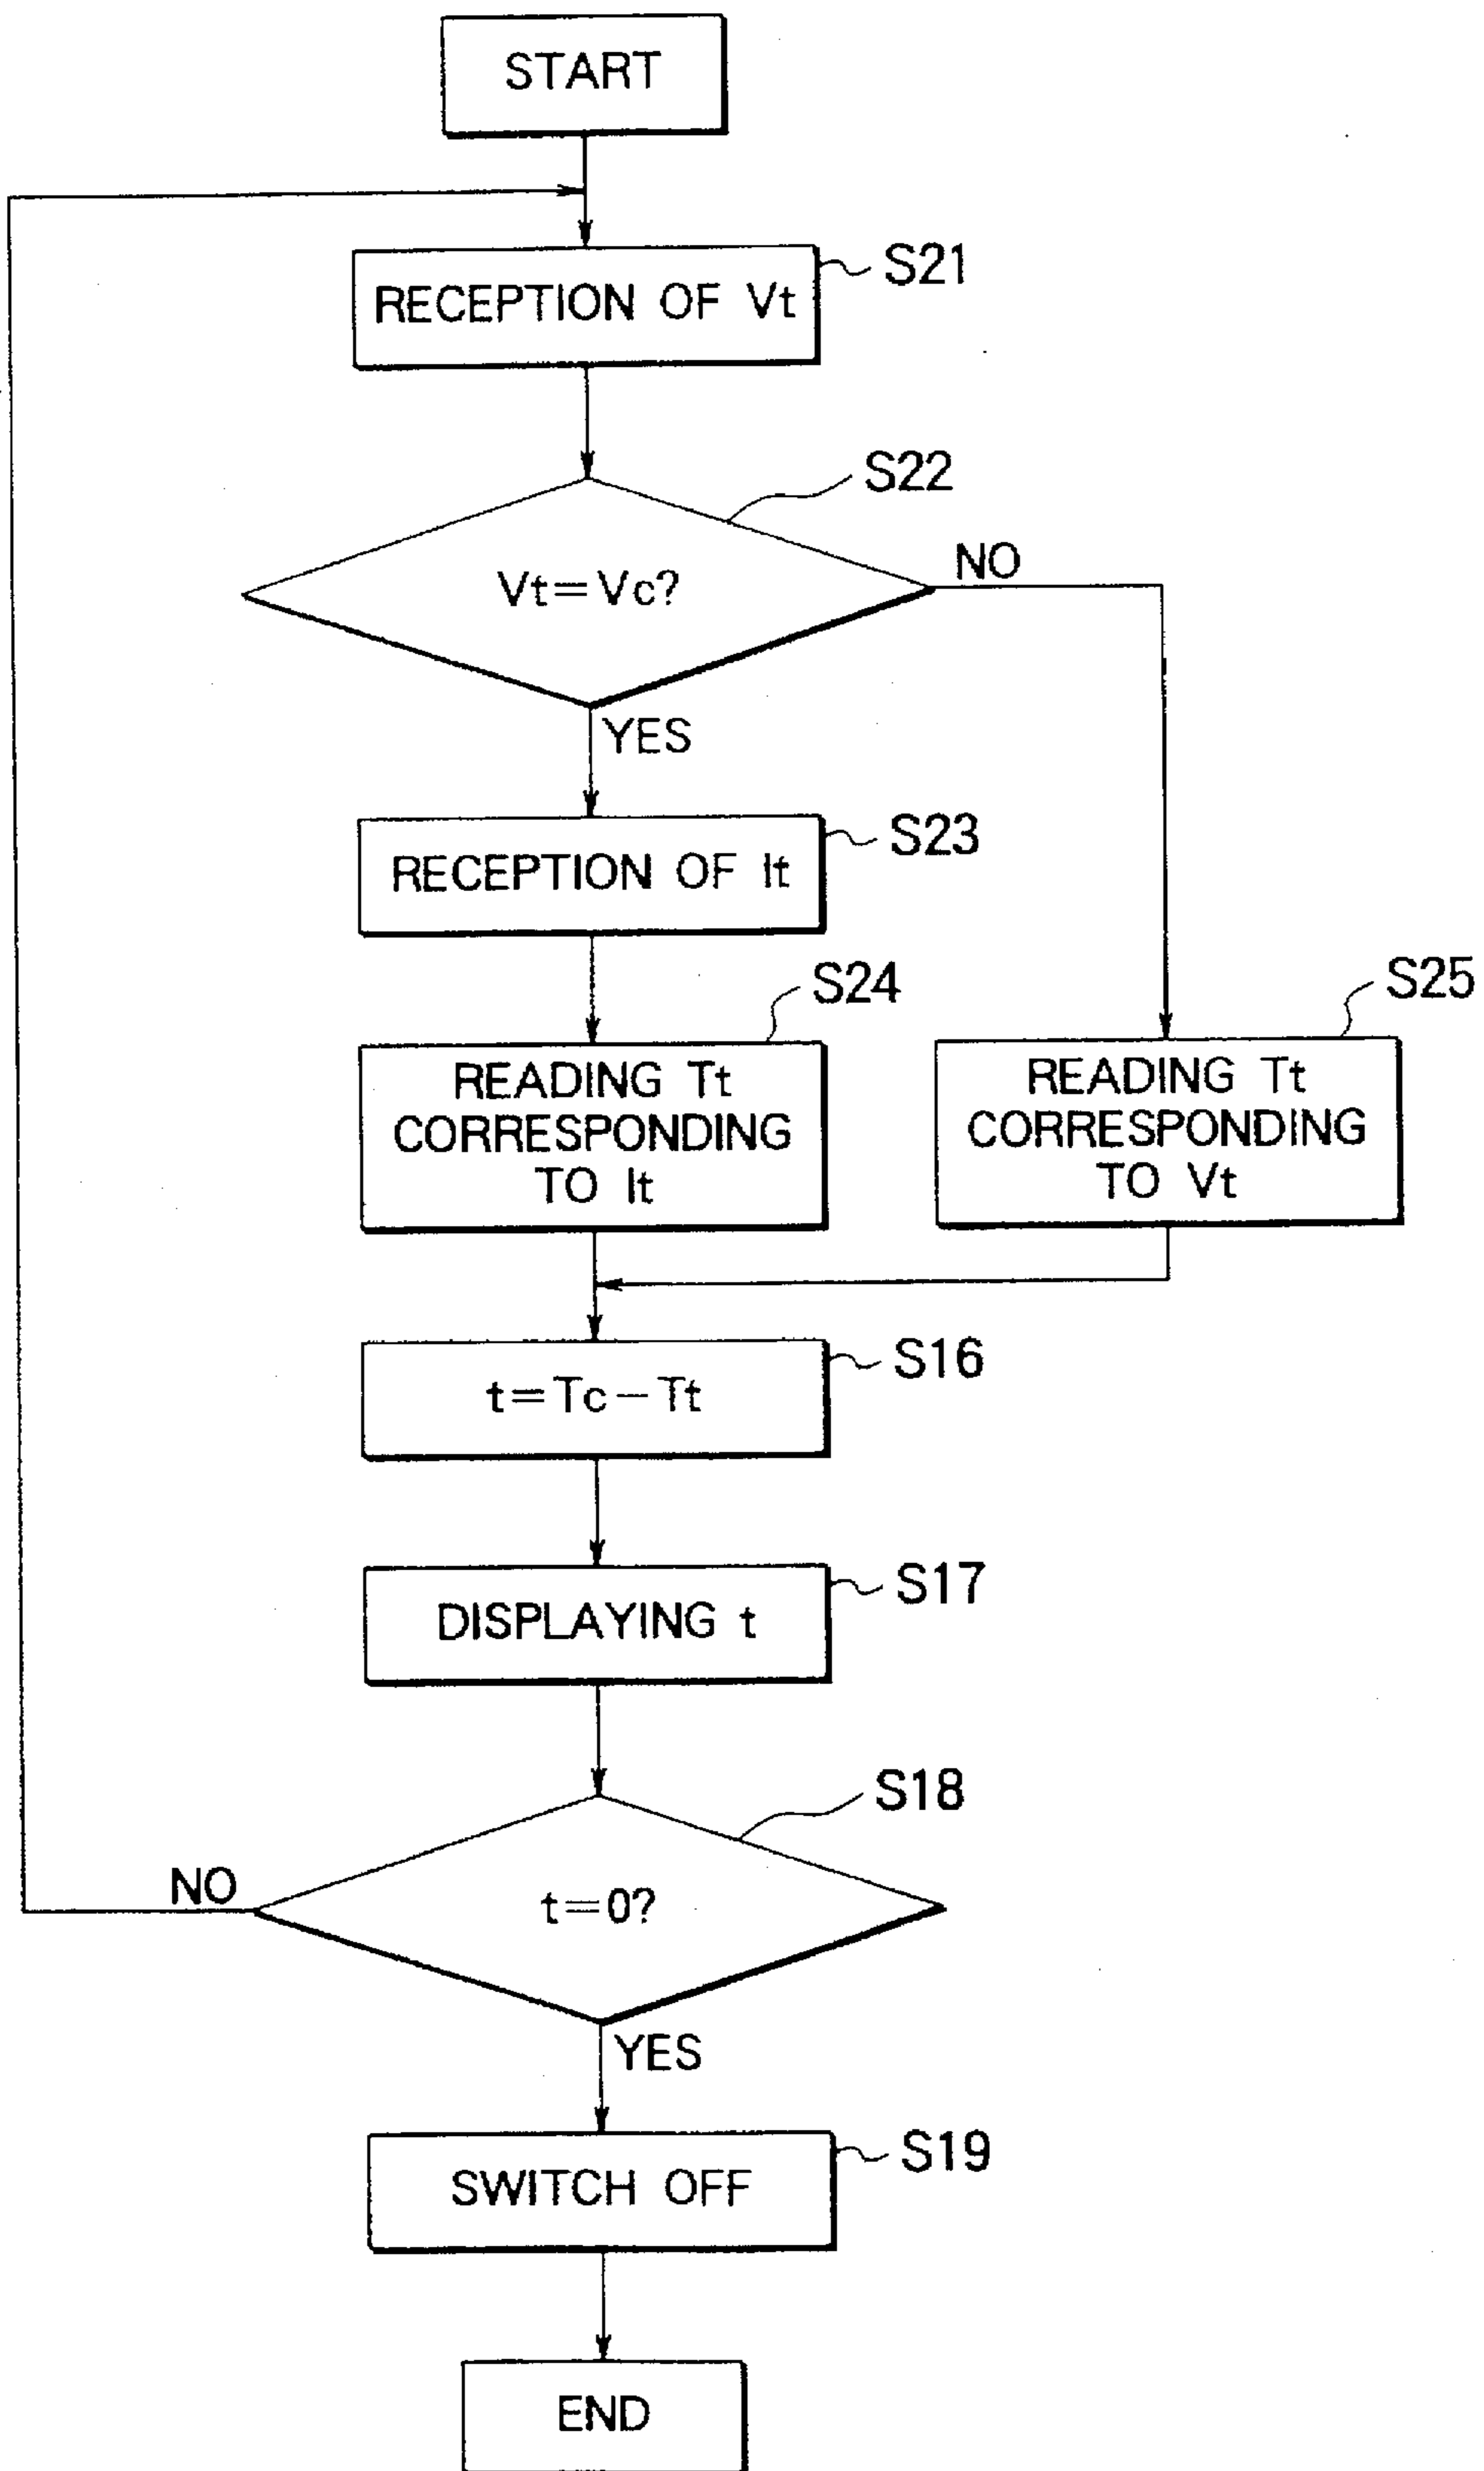 START
RECEPTION OF Vt
S21
S22
Vt=Vc?
NO
YES
RECEPTION OF It
S23
S24
S25
READING Tt
CORRESPONDING
TO It
READING Tt
CORRESPONDING
TO Vt
t=Tc-Tt
S16
DISPLAYING t
S17
S18
NO
t=0?
YES
SWITCH OFF
S19
END